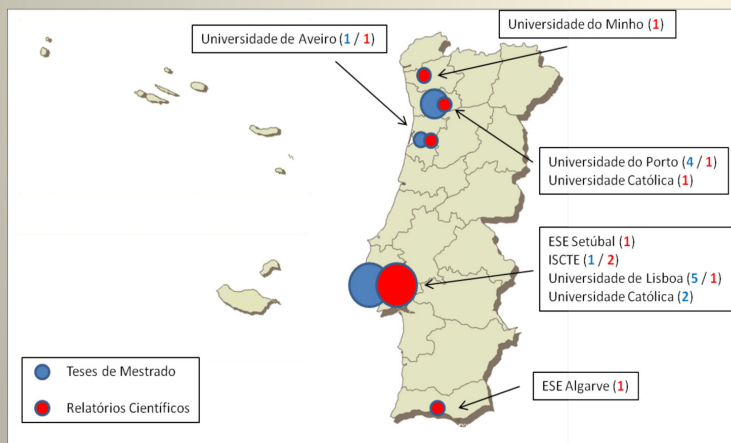 Universidade do Minho (1)
Universidade de Aveiro (1 / 1)
Universidade do Porto (4 / 1)
Universidade Católica (1)
ESE Setúbal (1)
ISCTE (1 / 2)
Universidade de Lisboa (5 / 1)
Universidade Católica (2)
Teses de Mestrado
Relatórios Científicos
ESE Algarve (1)